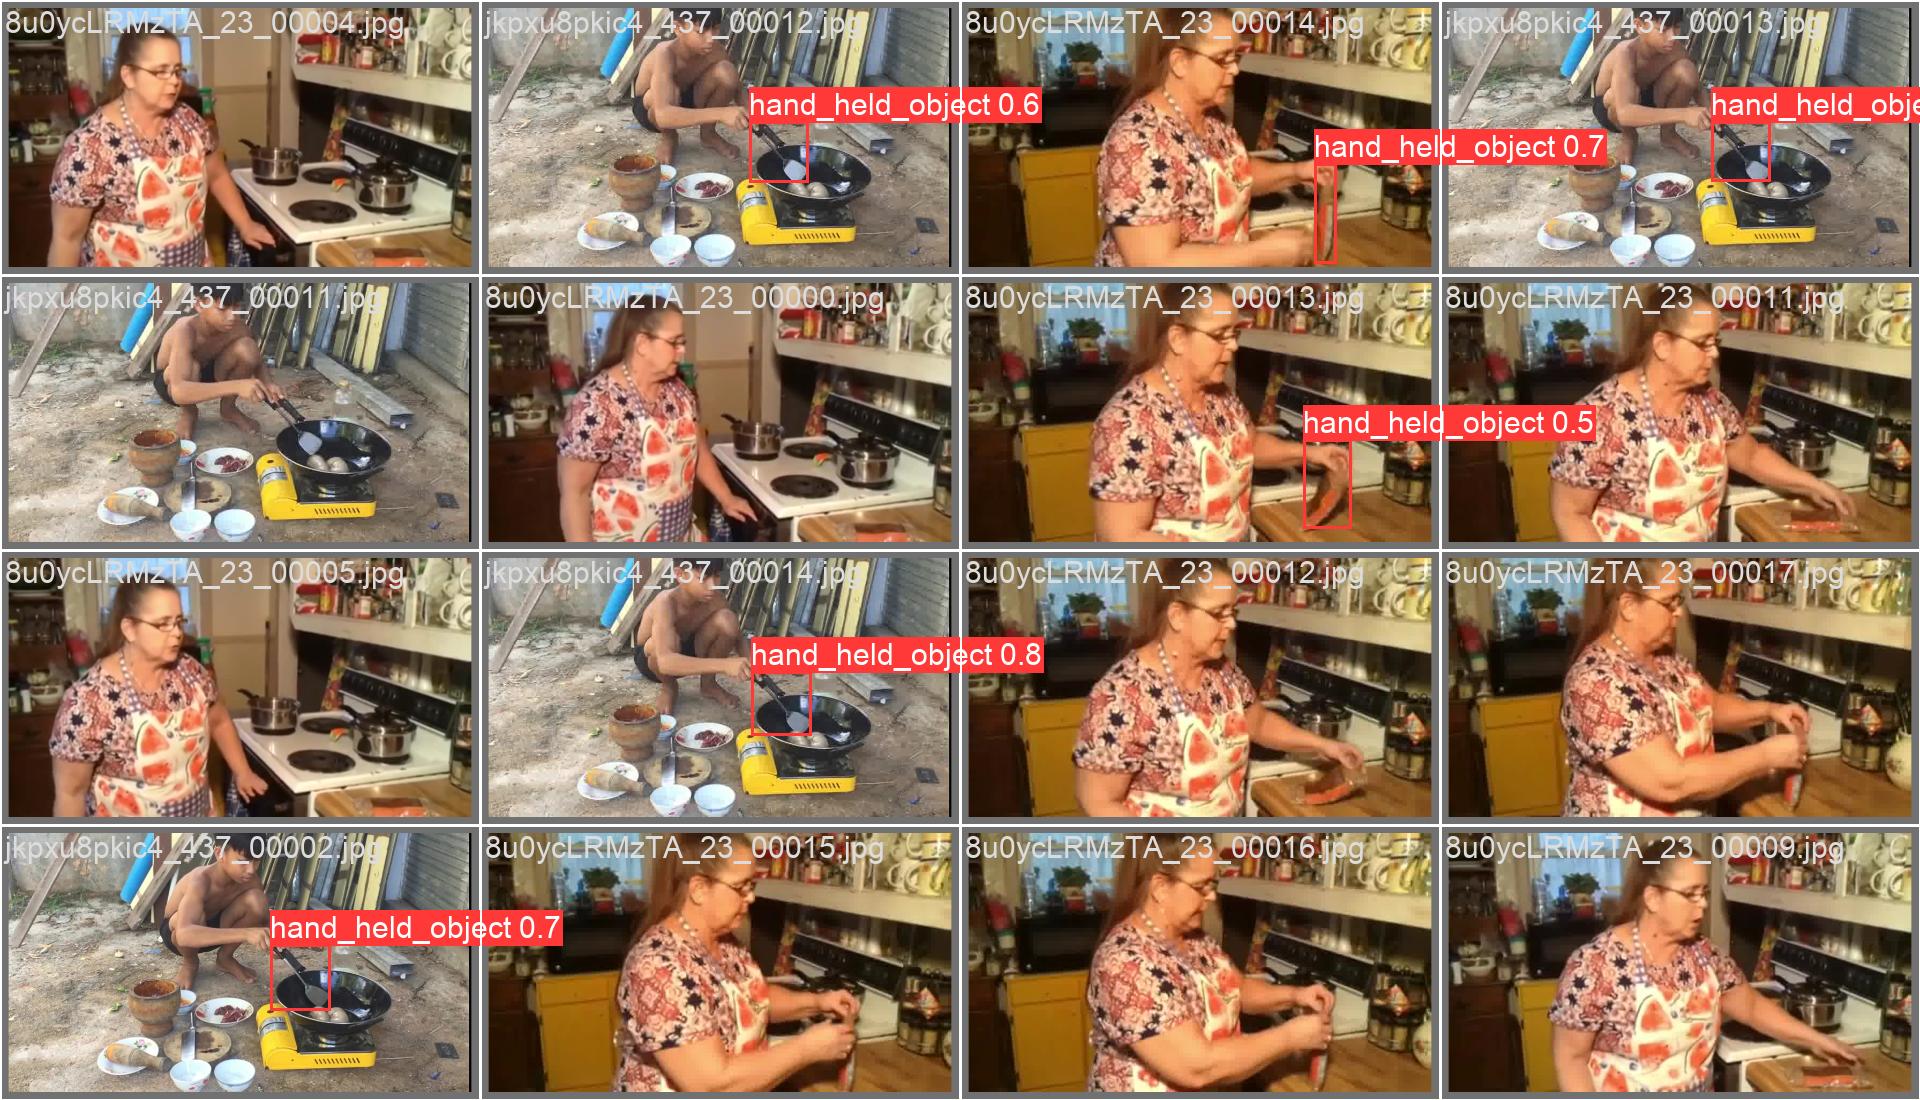 8u0ycLRMzTA_23_00004.jpg
jkpxu8pkic4_437_00012.jpg
hand_held_object 0.6
8u0ycLRMzTA_23_00014.jpg
hand_held_object 0.7
jkpxu8pkic4_437_00013.jpg
hand_held_obje
jkpxu8pkic4_437_00011.jpg
8u0ycLRMzTA_23_00000.jpg
8u0ycLRMzTA_23_00013.jpg
hand_held_object 0.5
8u0ycLRMzTA_23_00011.jpg
8u0ycLRMzTA_23_00005.jpg
jkpxu8pkic4_437_00014.jpg
hand_held_object 0.8
8u0ycLRMzTA_23_00012.jpg
8u0ycLRMzTA_23_00017.jpg
jkpxu8pkic4_437_00002.jpg
hand_held_object 0.7
8u0ycLRMzTA_23_00015.jpg
8u0ycLRMzTA_23_00016.jpg
8u0ycLRMzTA_23_00009.jpg